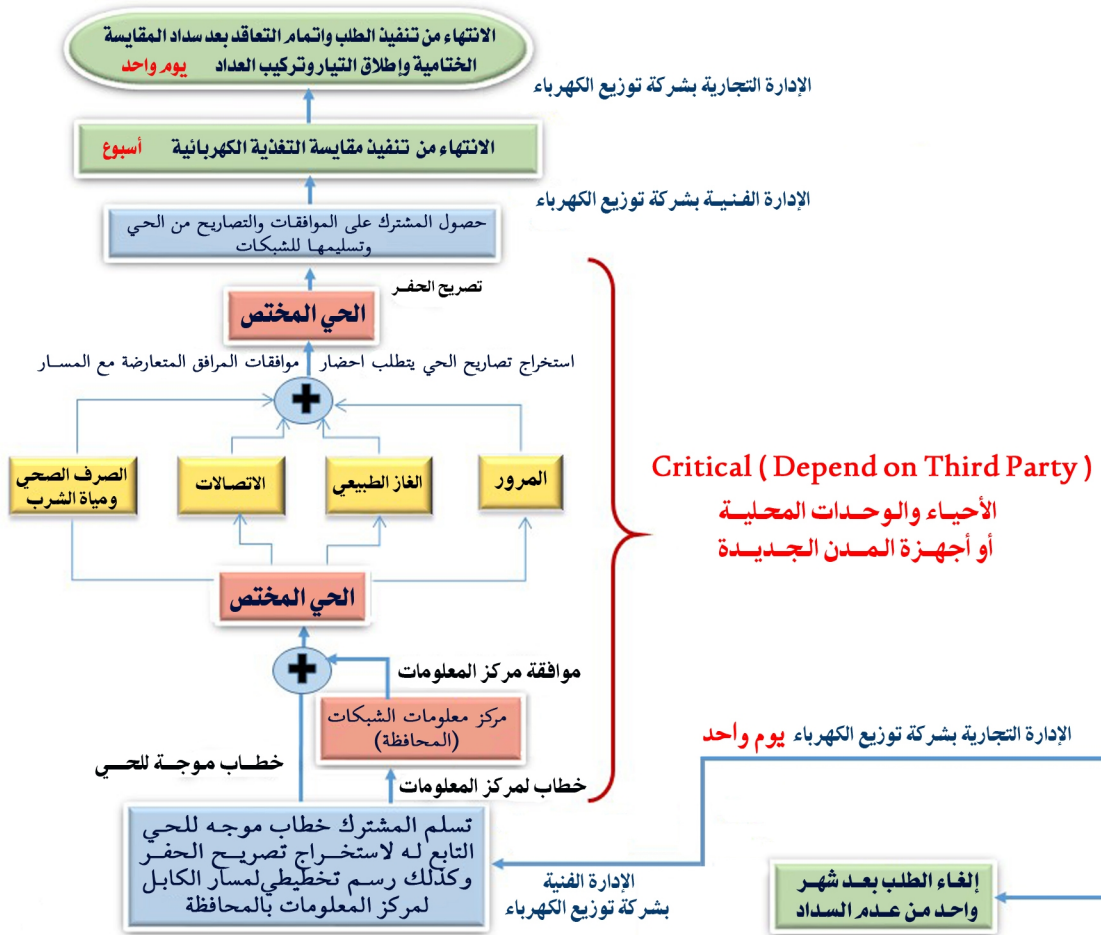 الانتهاء من تنفيذ الطلب واتمام التعاقد بعد سداد المقايسة
الختامية وإطلاق التيار وتركيب العداد يوم واحد
الإدارة التجارية بشركة توزيع الكهرباء
الانتهاء من تنفيذ مقايسة التغذية الكهربائية أسبوع
الإدارة الفنية بشركة توزيع الكهرباء
حصول المشترك على الموافقات والتصاريح من الحي
وتسليمها للشبكات
تصريح الحفر
الحي المختص
استخراج تصاريح الحي يتطلب احضار موافقات المرافق المتعارضة مع المسار
المرور
الغاز الطبيعي
الاتصالات
الصرف الصحي
ومياة الشرب
Critical ( Depend on Third Party )
الأحياء والوحدات المحلية
أو أجهزة المدن الجديدة
الحي المختص
موافقة مركز المعلومات
مركز معلومات الشبكات
(المحافظة)
الإدارة التجارية بشركة توزيع الكهرباء يوم واحد
خطاب موجة للحي
خطاب لمركز المعلومات
تسلم المشترك خطاب موجه للحي
التابع له لاستخراج تصريح الحفر
وكذلك رسم تخطيطي لمسار الكابل
لمركز المعلومات بالمحافظة
الإدارة الفنية
بشركة توزيع الكهرباء
إلغاء الطلب بعد شهر
واحد من عدم السداد